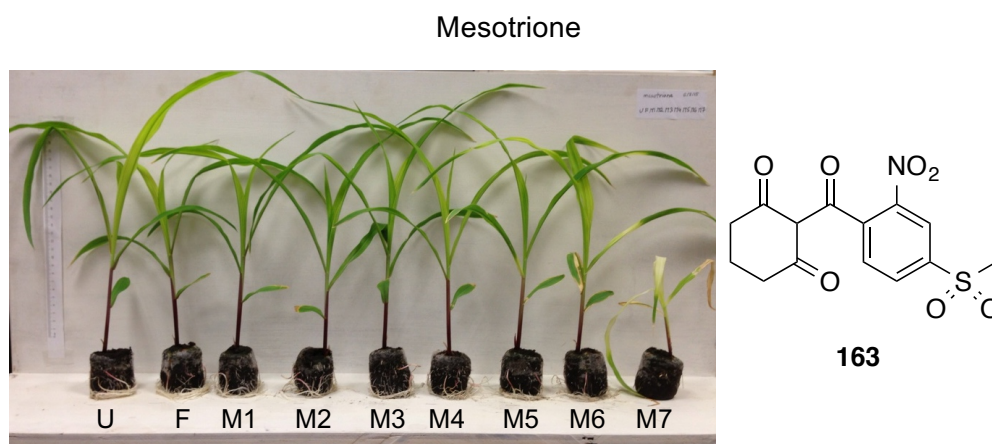 Mesotrione
U F M1 M2 M3 M4 M5 M6 M7
O O NO2
O
S
O O
163